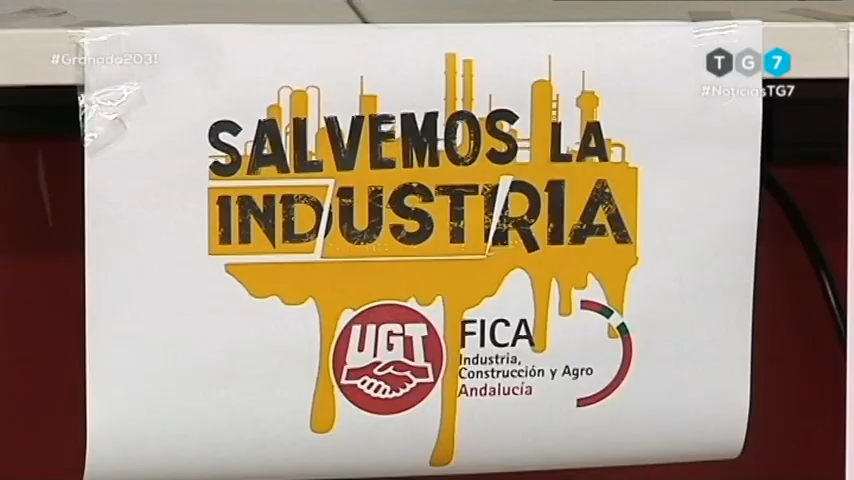 #Granada2031
TG7
#NoticiasTG7
SALVEMOS LA
INDUSTRIA
UGT
FICA
Industria,
Construcción y Agro
Andalucía